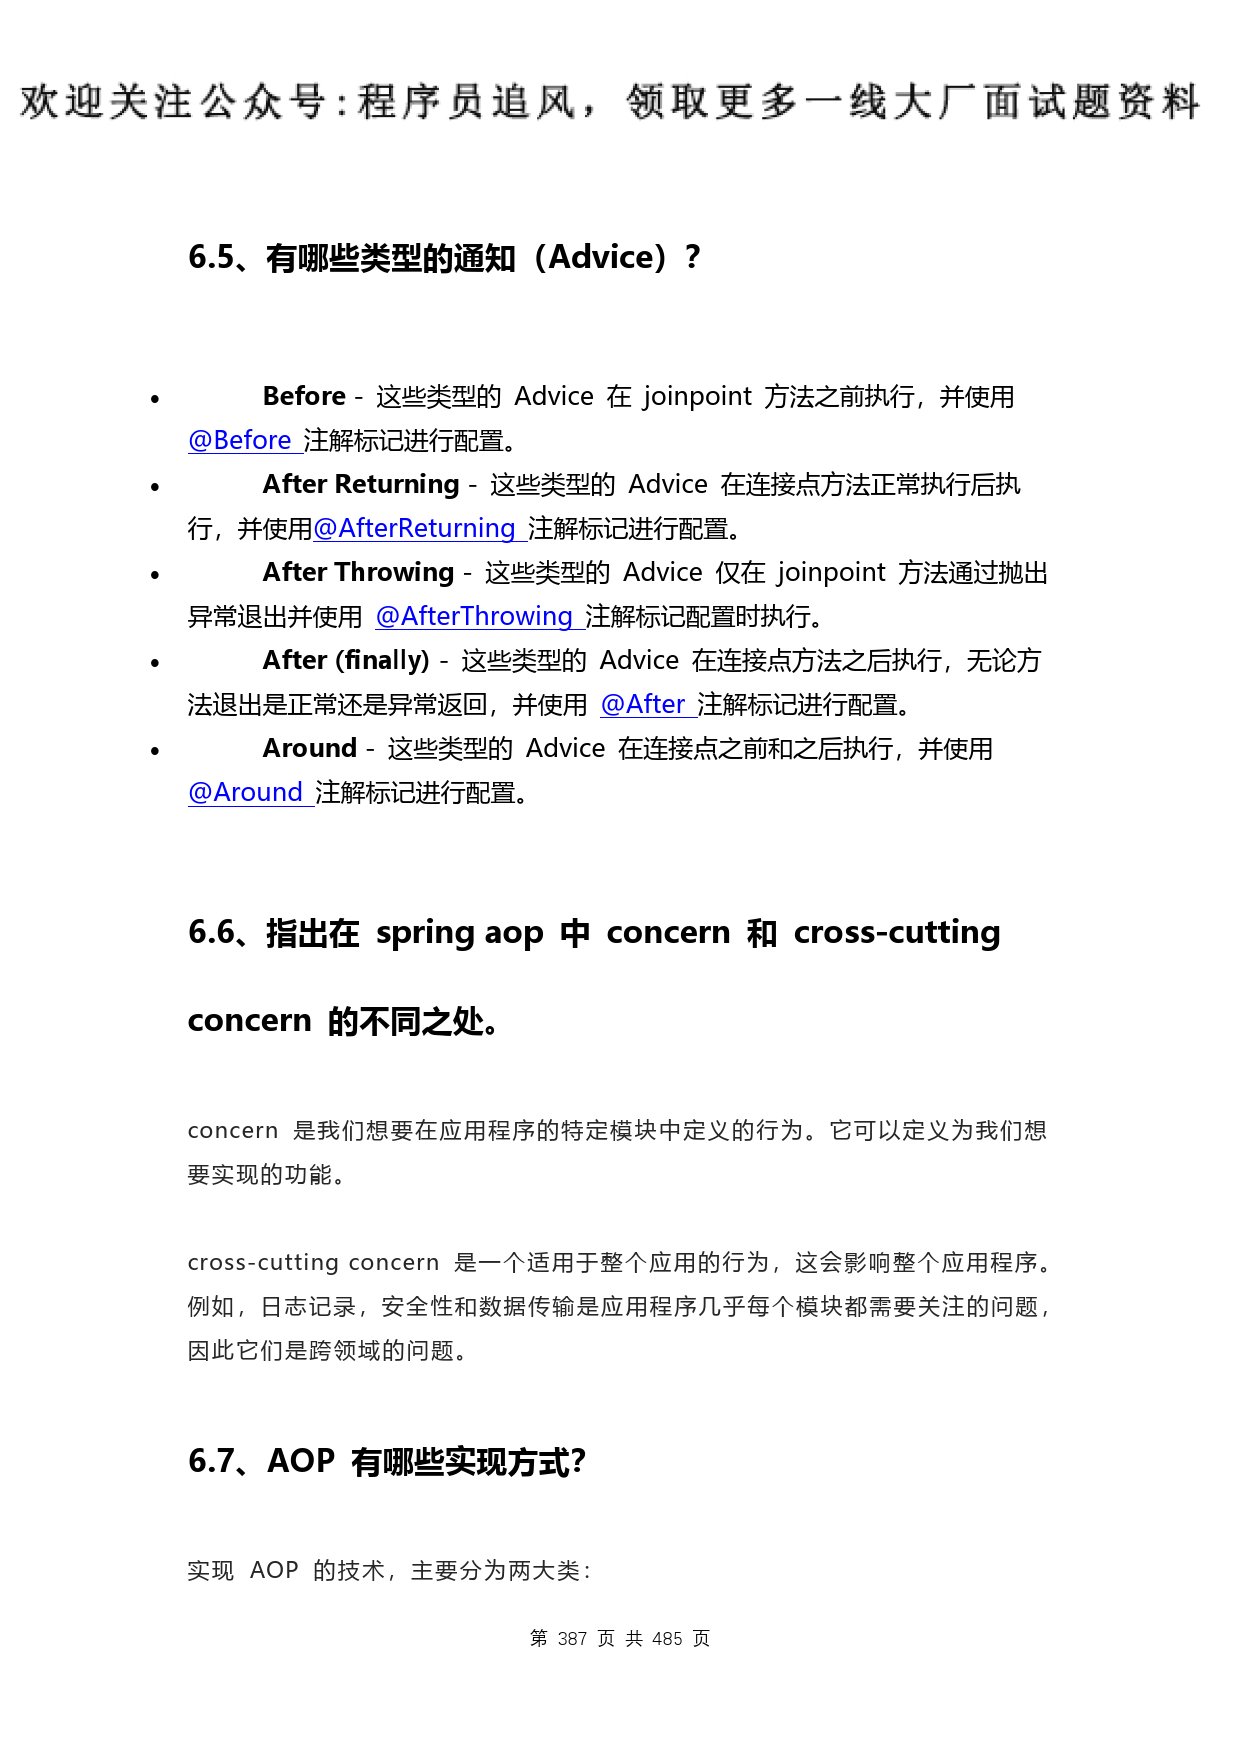 欢迎关注公众号:程序员追风，领取更多一线大厂面试题资料
6.5、有哪些类型的通知（Advice）？
• Before - 这些类型的 Advice 在 joinpoint 方法之前执行，并使用
@Before 注解标记进行配置。
• After Returning - 这些类型的 Advice 在连接点方法正常执行后执
行，并使用@AfterReturning 注解标记进行配置。
• After Throwing - 这些类型的 Advice 仅在 joinpoint 方法通过抛出
异常退出并使用 @AfterThrowing 注解标记配置时执行。
• After (finally) - 这些类型的 Advice 在连接点方法之后执行，无论方
法退出是正常还是异常返回，并使用 @After 注解标记进行配置。
• Around - 这些类型的 Advice 在连接点之前和之后执行，并使用
@Around 注解标记进行配置。
6.6、指出在 spring aop 中 concern 和 cross-cutting
concern 的不同之处。
concern 是我们想要在应用程序的特定模块中定义的行为。它可以定义为我们想
要实现的功能。
cross-cutting concern 是一个适用于整个应用的行为，这会影响整个应用程序。
例如，日志记录，安全性和数据传输是应用程序几乎每个模块都需要关注的问题，
因此它们是跨领域的问题。
6.7、AOP 有哪些实现方式？
实现 AOP 的技术，主要分为两大类：
第 387 页 共 485 页